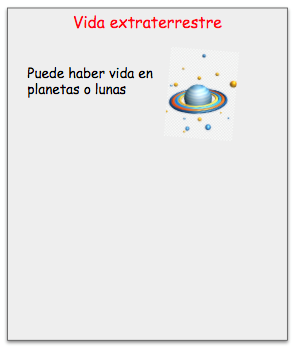 Vida extraterrestre
Puede haber vida en
planetas o lunas